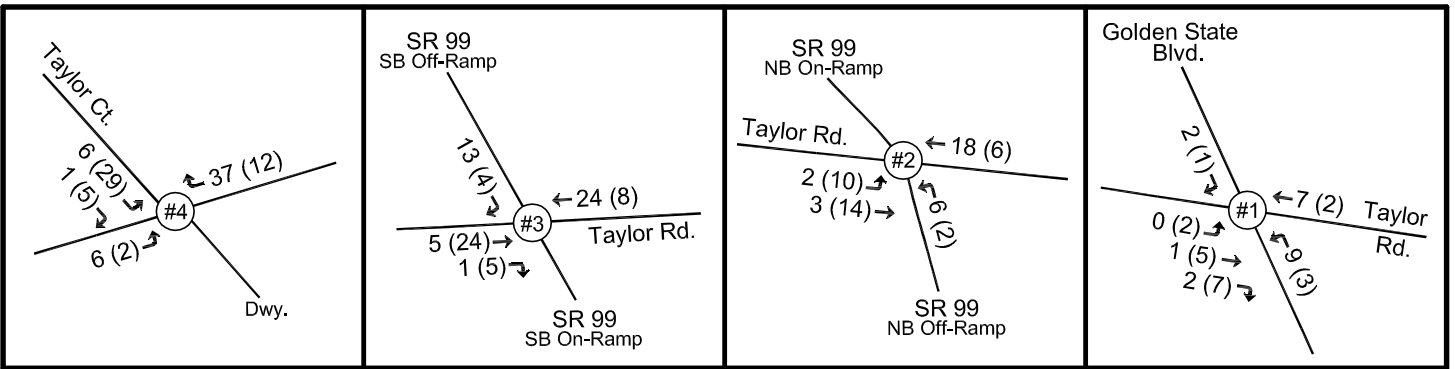 Taylor Ct.
6 (29)
1 (5)
37 (12)
#4
6 (2)
Dwy.
SR 99
SB Off-Ramp
13 (4)
24 (8)
#3
5 (24)
1 (5)
Taylor Rd.
SR 99
SB On-Ramp
SR 99
NB On-Ramp
Taylor Rd.
18 (6)
#2
2 (10)
3 (14)
6 (2)
SR 99
NB Off-Ramp
Golden State
Blvd.
2 (1)
7 (2)
Taylor
Rd.
#1
0 (2)
1 (5)
2 (7)
9 (3)